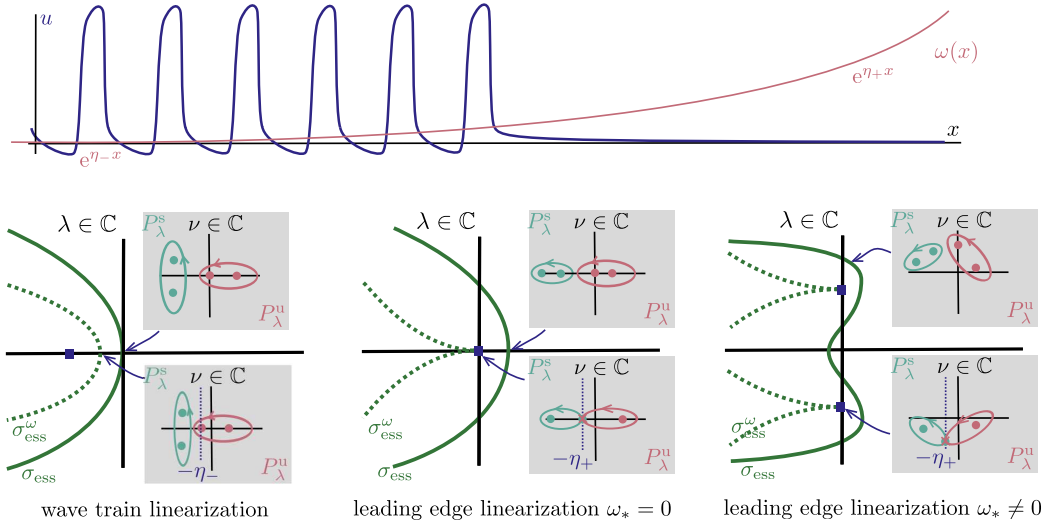 u
ω(x)
e^{η₊x}
x
e^{η₋x}
λ ∈ ℂ
P^s_λ
ν ∈ ℂ
P^u_λ
P^s_λ
ν ∈ ℂ
σ^ω_ess
−η₋
P^u_λ
σ_ess
wave train linearization
λ ∈ ℂ
P^s_λ
ν ∈ ℂ
P^u_λ
P^s_λ
ν ∈ ℂ
σ^ω_ess
−η₊
P^u_λ
σ_ess
leading edge linearization ω_* = 0
λ ∈ ℂ
P^s_λ
ν ∈ ℂ
P^u_λ
P^s_λ
ν ∈ ℂ
σ^ω_ess
−η₊
P^u_λ
σ_ess
leading edge linearization ω_* ≠ 0